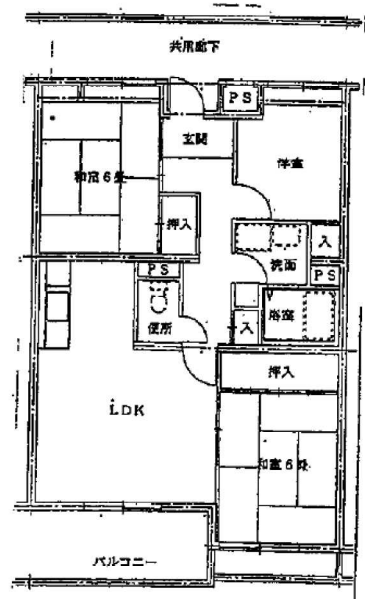 共用廊下
PS
玄関
和室6畳
洋室
押入
洗面
入
PS
PS
浴室
便所
入
押入
LDK
和室6畳
バルコニー